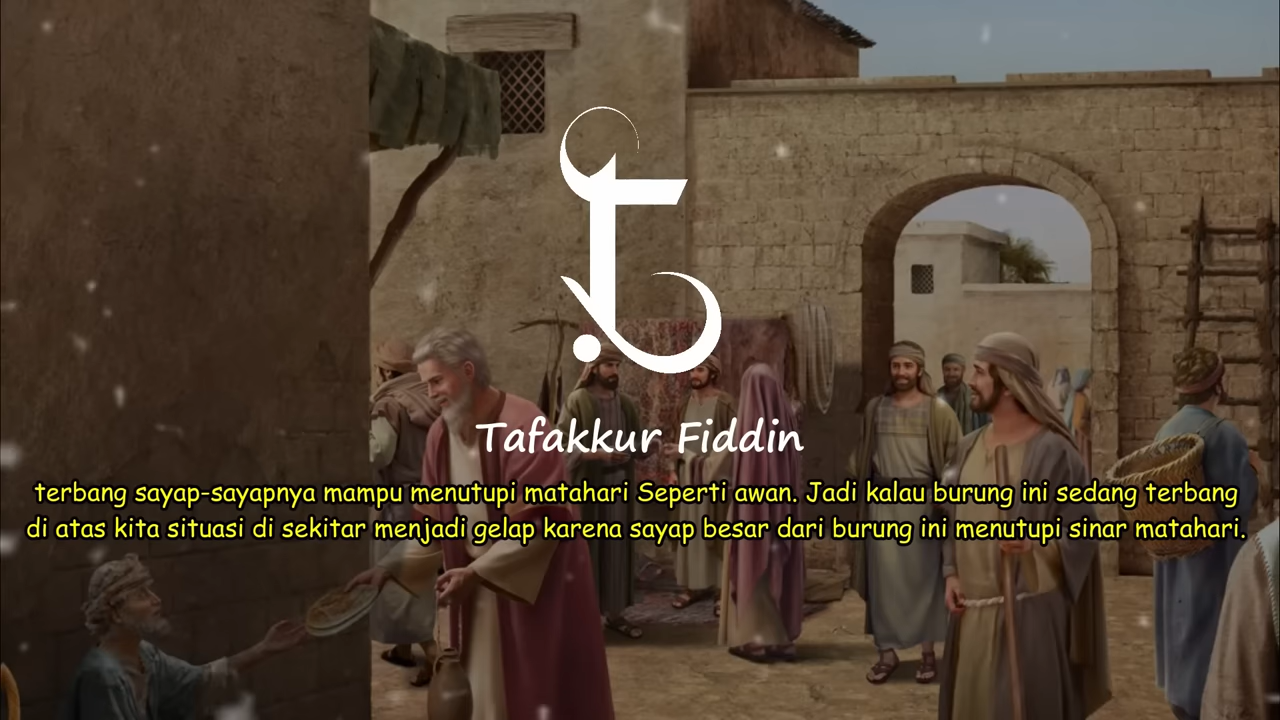 Tafakkur Fiddin
terbang sayap-sayapnya mampu menutupi matahari Seperti awan. Jadi kalau burung ini sedang terbang
di atas kita situasi di sekitar menjadi gelap karena sayap besar dari burung ini menutupi sinar matahari.